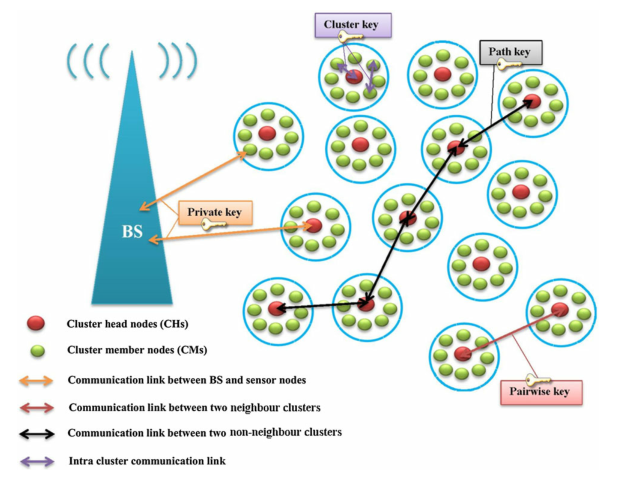 Cluster key
Path key
Private key
BS
Cluster head nodes (CHs)
Cluster member nodes (CMs)
Communication link between BS and sensor nodes
Communication link between two neighbour clusters
Communication link between two non-neighbour clusters
Intra cluster communication link
Pairwise key